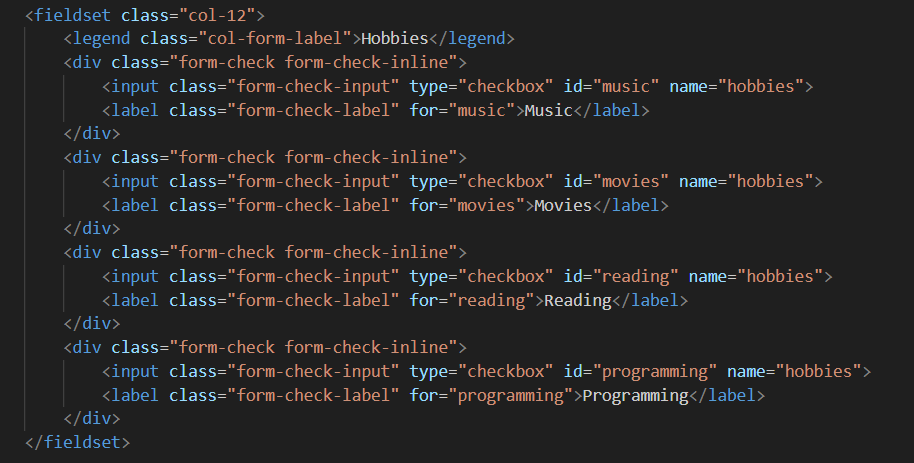 <fieldset class="col-12">
    <legend class="col-form-label">Hobbies</legend>
    <div class="form-check form-check-inline">
        <input class="form-check-input" type="checkbox" id="music" name="hobbies">
        <label class="form-check-label" for="music">Music</label>
    </div>
    <div class="form-check form-check-inline">
        <input class="form-check-input" type="checkbox" id="movies" name="hobbies">
        <label class="form-check-label" for="movies">Movies</label>
    </div>
    <div class="form-check form-check-inline">
        <input class="form-check-input" type="checkbox" id="reading" name="hobbies">
        <label class="form-check-label" for="reading">Reading</label>
    </div>
    <div class="form-check form-check-inline">
        <input class="form-check-input" type="checkbox" id="programming" name="hobbies">
        <label class="form-check-label" for="programming">Programming</label>
    </div>
</fieldset>